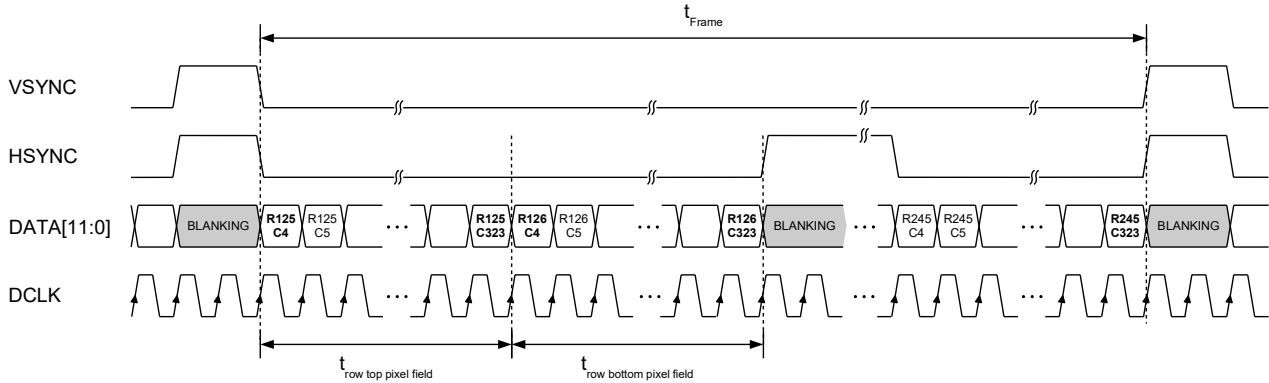 t Frame
VSYNC
HSYNC
DATA[11:0]
BLANKING
R125
C4
R125
C5
...
R125
C323
R126
C4
R126
C5
...
R126
C323
BLANKING
...
R245
C4
R245
C5
...
R245
C323
BLANKING
DCLK
...
...
...
...
t row top pixel field
t row bottom pixel field